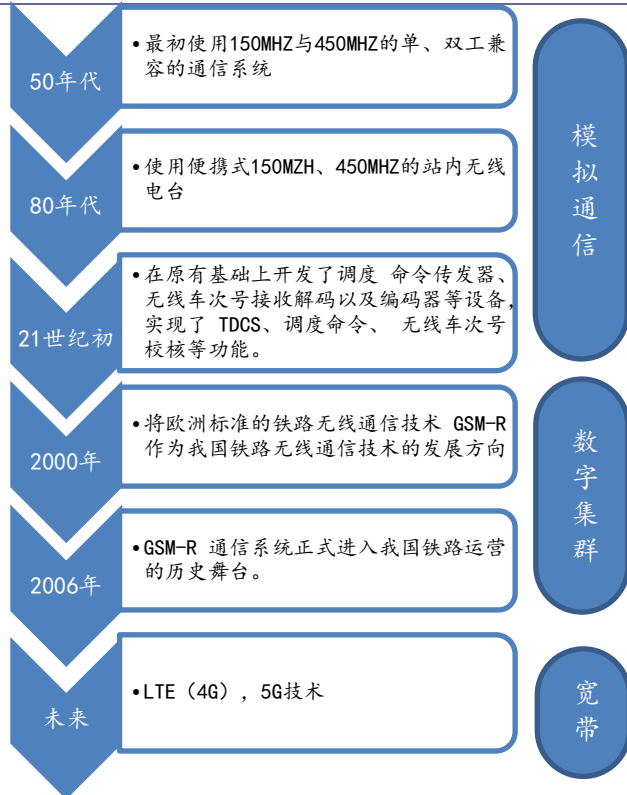 50年代
•最初使用150MHZ与450MHZ的单、双工兼
容的通信系统
80年代
•使用便携式150MZH、450MHZ的站内无线
电台
21世纪初
•在原有基础上开发了调度 命令传发器、
无线车次号接收解码以及编码器等设备,
实现了 TDCS、调度命令、 无线车次号
校核等功能。
模
拟
通
信
2000年
•将欧洲标准的铁路无线通信技术 GSM-R
作为我国铁路无线通信技术的发展方向
2006年
•GSM-R 通信系统正式进入我国铁路运营
的历史舞台。
数
字
集
群
未来
•LTE（4G）,5G技术
宽
带